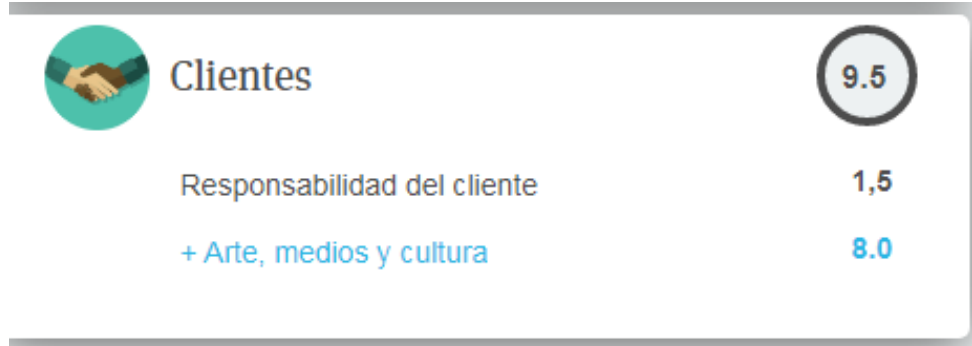 Clientes 9.5
Responsabilidad del cliente 1,5
+ Arte, medios y cultura 8.0